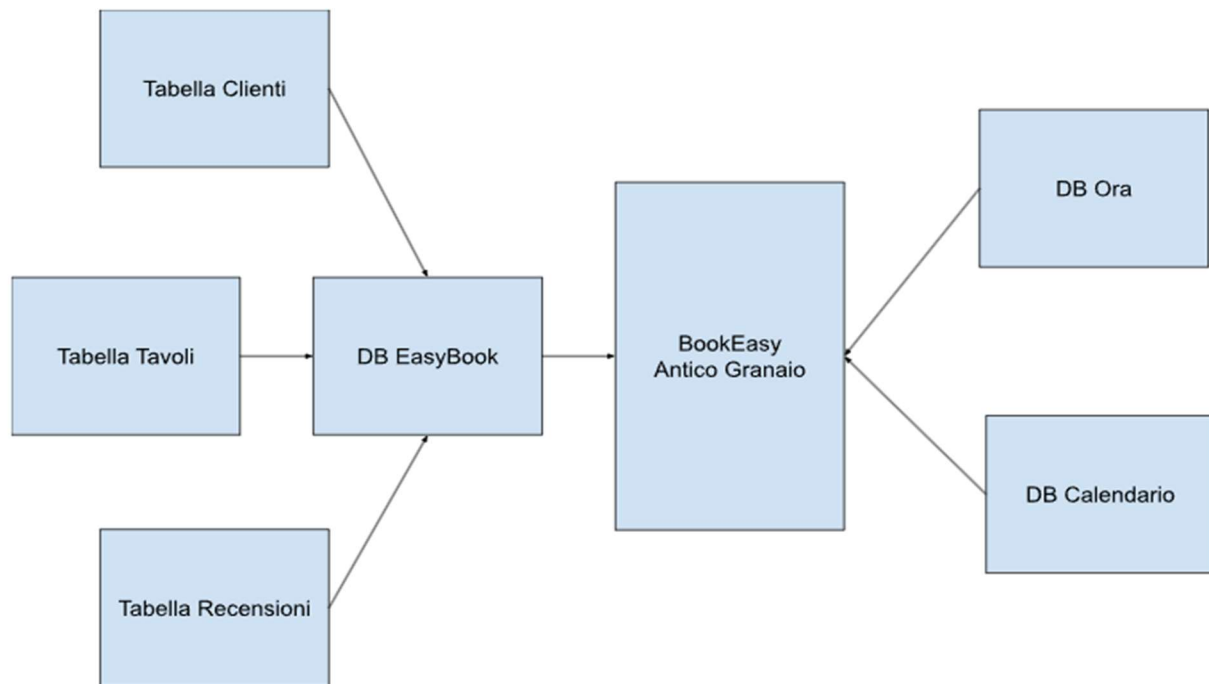 Tabella Clienti
DB Ora
Tabella Tavoli
DB EasyBook
BookEasy
Antico Granaio
DB Calendario
Tabella Recensioni